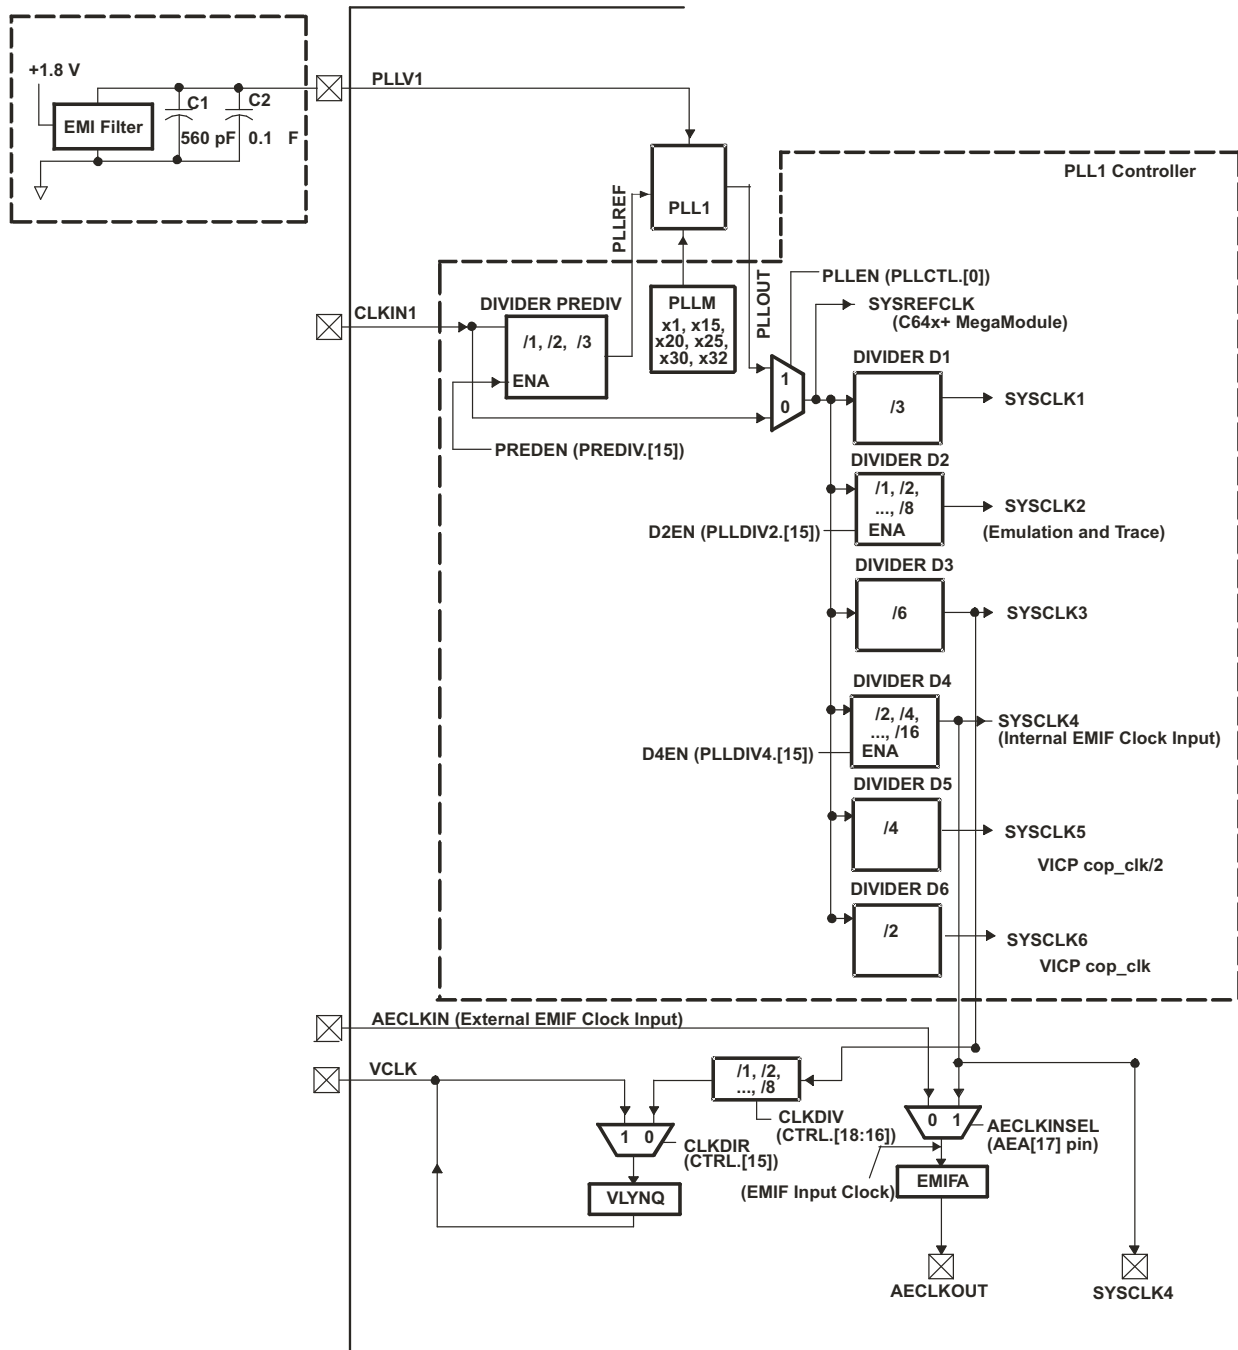 +1.8 V
EMI Filter
C1
C2
560 pF
0.1 F
PLLV1
PLL1 Controller
PLL1
PLLREF
PLLOUT
PLLEN (PLLCTL.[0])
SYSREFCLK
(C64x+ MegaModule)
CLKIN1
DIVIDER PREDIV
/1, /2, /3
ENA
PLLM
x1, x15,
x20, x25,
x30, x32
1
0
PREDEN (PREDIV.[15])
DIVIDER D1
/3
SYSCLK1
DIVIDER D2
/1, /2,
..., /8
ENA
SYSCLK2
(Emulation and Trace)
D2EN (PLLDIV2.[15])
DIVIDER D3
/6
SYSCLK3
DIVIDER D4
/2, /4,
..., /16
ENA
SYSCLK4
(Internal EMIF Clock Input)
D4EN (PLLDIV4.[15])
DIVIDER D5
/4
SYSCLK5
VICP cop_clk/2
DIVIDER D6
/2
SYSCLK6
VICP cop_clk
AECLKIN (External EMIF Clock Input)
VCLK
/1, /2,
..., /8
CLKDIV
(CTRL.[18:16])
1 0
CLKDIR
(CTRL.[15])
VLYNQ
0 1
AECLKINSEL
(AEA[17] pin)
(EMIF Input Clock)
EMIFA
AECLKOUT
SYSCLK4